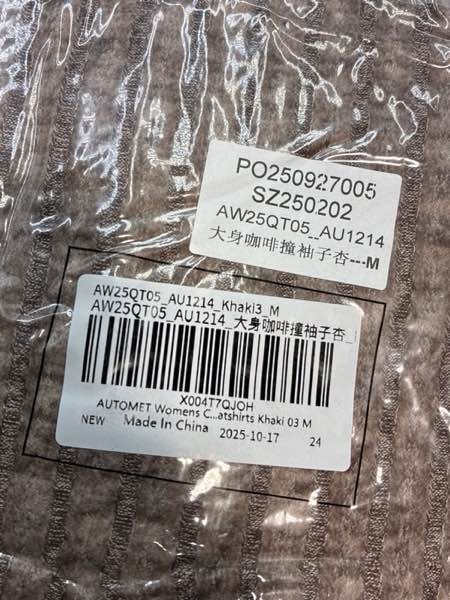 PO250927005
SZ250202
AW25QT05_AU1214
大身咖啡撞袖子杏---M
AW25QT05_AU1214_Khaki3_M
AW25QT05_AU1214_大身咖啡撞袖子杏_
X004T7QJOH
AUTOMET Womens C...atshirts Khaki 03 M
NEW Made In China 2025-10-17 24